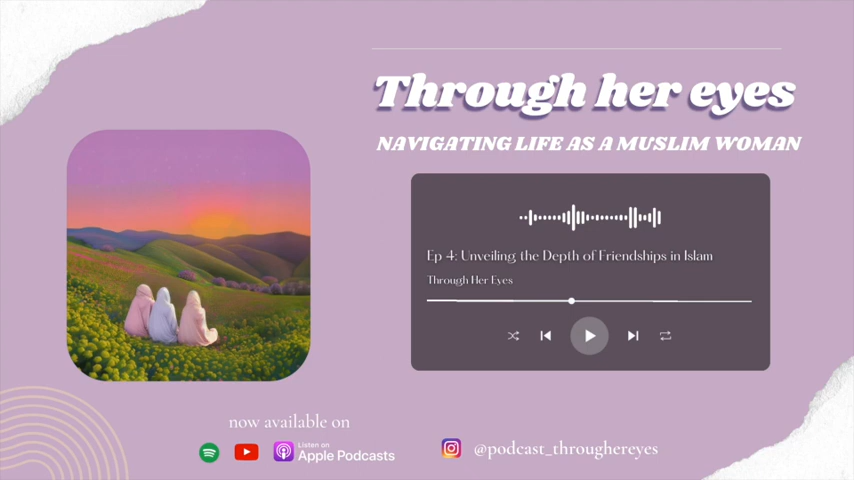 Through her eyes
NAVIGATING LIFE AS A MUSLIM WOMAN
Ep 4: Unveiling the Depth of Friendships in Islam
Through Her Eyes
now available on
Listen on
Apple Podcasts
@podcast_throughereyes